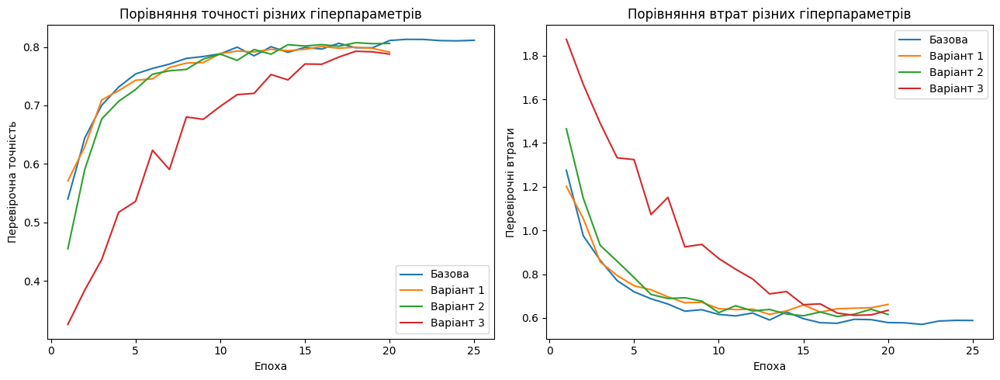 Порівняння точності різних гіперпараметрів
Перевірочна точність
0.8
0.7
0.6
0.5
0.4
0
5
10
15
20
25
Епоха
Базова
Варіант 1
Варіант 2
Варіант 3
Порівняння втрат різних гіперпараметрів
Перевірочні втрати
1.8
1.6
1.4
1.2
1.0
0.8
0.6
0
5
10
15
20
25
Епоха
Базова
Варіант 1
Варіант 2
Варіант 3